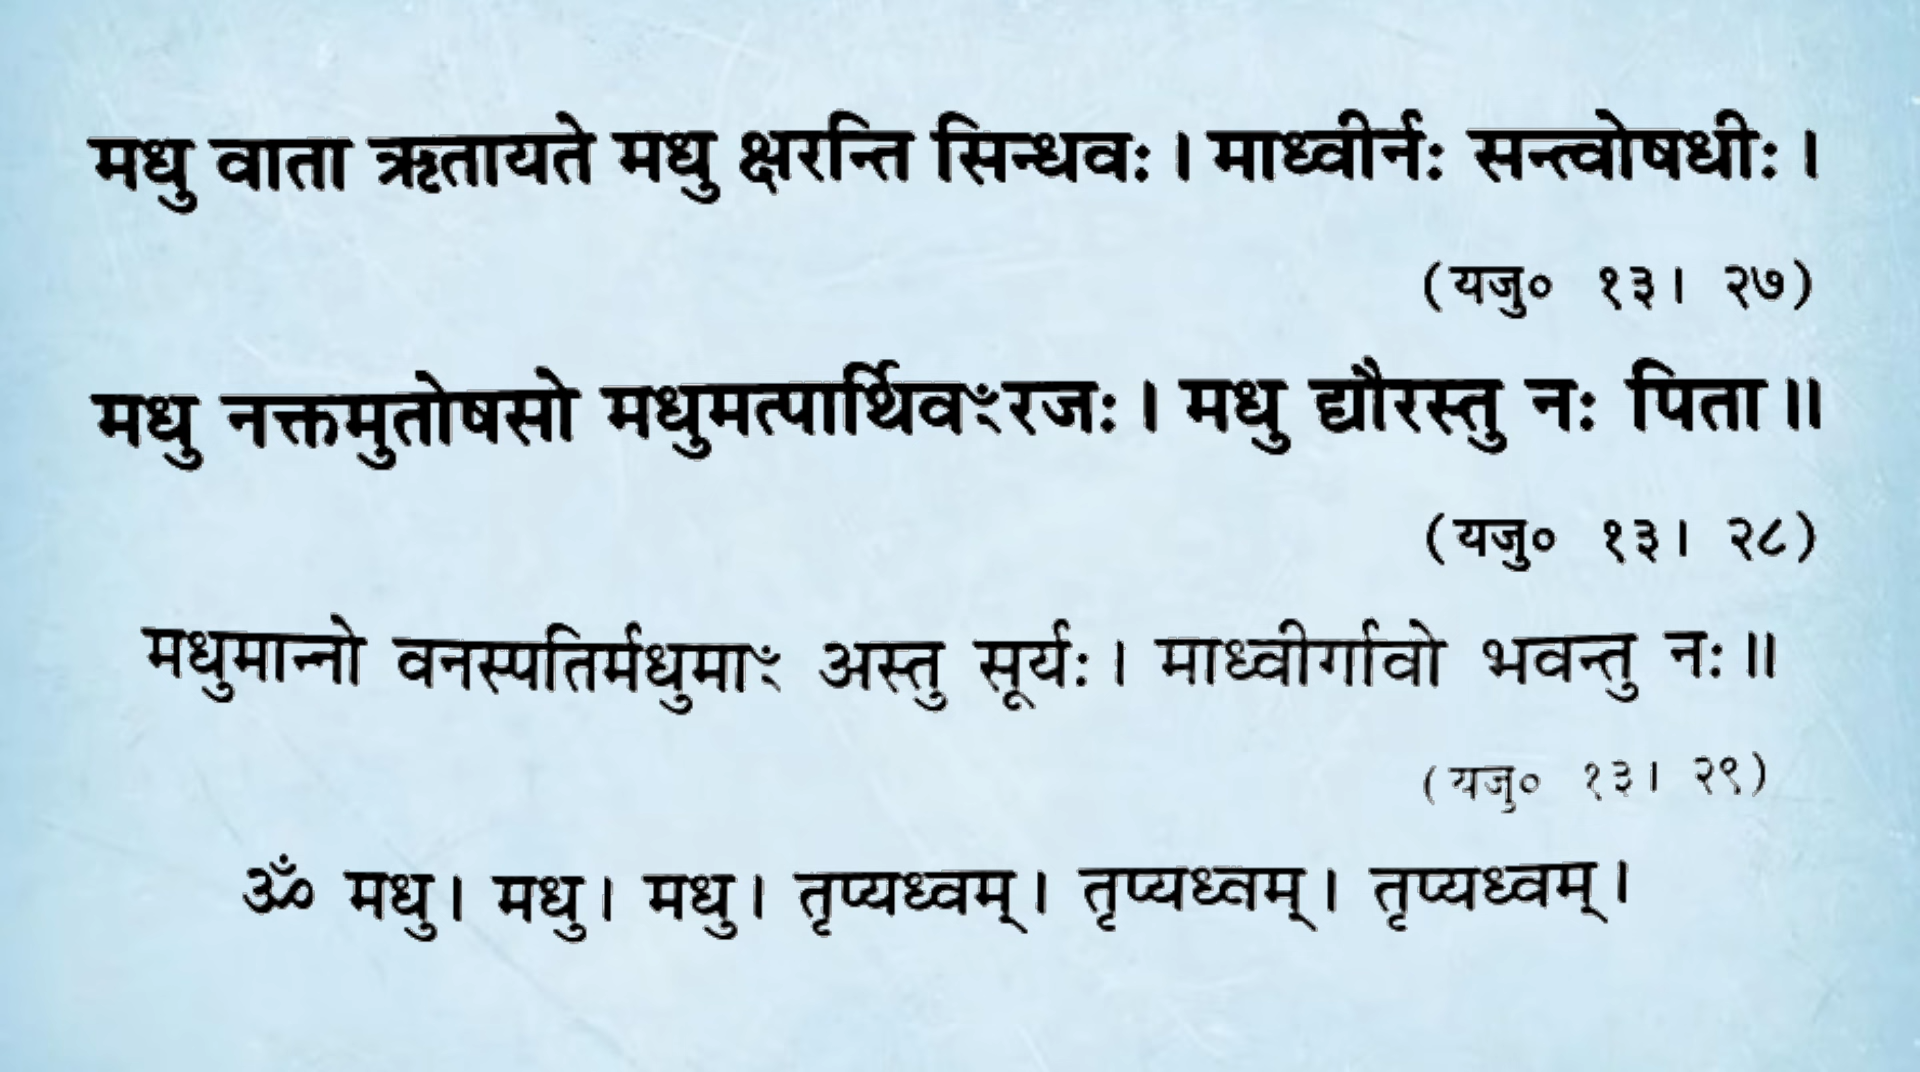 मधु वाता ऋतायते मधु क्षरन्ति सिन्धवः । माध्वीर्नः सन्त्वोषधीः ।
(यजु० १३। २७)
मधु नक्तमुतोषसो मधुमत्पार्थिवꣳरजः । मधु द्यौरस्तु नः पिता ॥
(यजु० १३। २८)
मधुमान्नो वनस्पतिर्मधुमाꣳ अस्तु सूर्यः । माध्वीर्गावो भवन्तु नः ॥
(यजु० १३। २९)
ॐ मधु। मधु। मधु। तृप्यध्वम्। तृप्यध्वम्। तृप्यध्वम्।